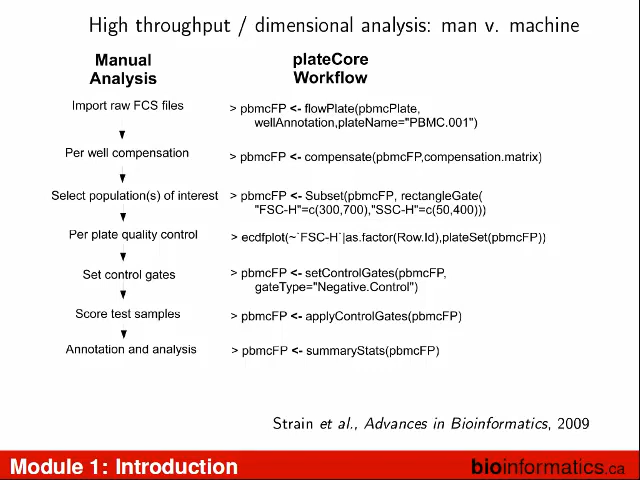 High throughput / dimensional analysis: man v. machine
Manual
Analysis
plateCore
Workflow
Import raw FCS files
> pbmcFP <- flowPlate(pbmcPlate,
wellAnnotation,plateName="PBMC.001")
Per well compensation
> pbmcFP <- compensate(pbmcFP,compensation.matrix)
Select population(s) of interest
> pbmcFP <- Subset(pbmcFP, rectangleGate(
"FSC-H"=c(300,700),"SSC-H"=c(50,400)))
Per plate quality control
> ecdfplot(~`FSC-H`|as.factor(Row.Id),plateSet(pbmcFP))
Set control gates
> pbmcFP <- setControlGates(pbmcFP,
gateType="Negative.Control")
Score test samples
> pbmcFP <- applyControlGates(pbmcFP)
Annotation and analysis
> pbmcFP <- summaryStats(pbmcFP)
Strain et al., Advances in Bioinformatics, 2009
Module 1: Introduction
bioinformatics.ca